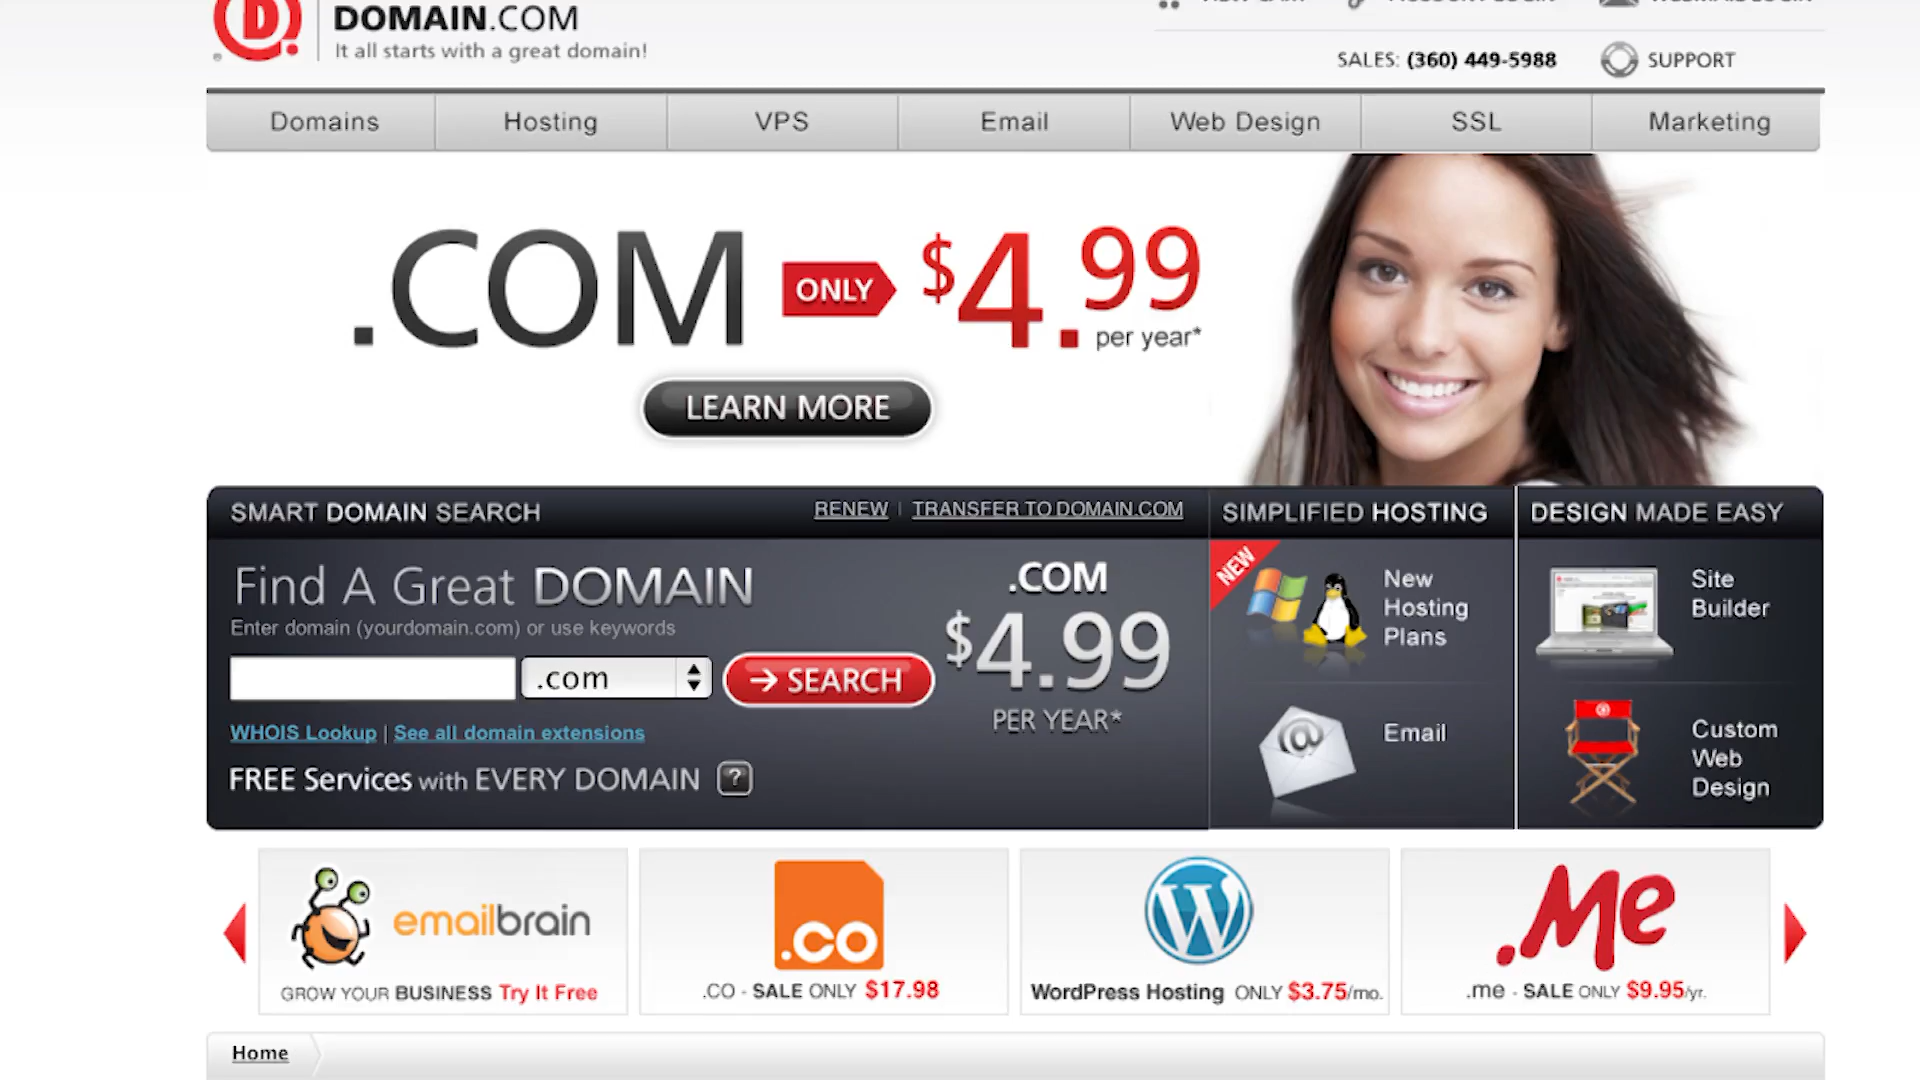 DOMAIN.COM
It all starts with a great domain!
SALES: (360) 449-5988
SUPPORT
Domains
Hosting
VPS
Email
Web Design
SSL
Marketing
.COM ONLY $4.99
per year*
LEARN MORE
SMART DOMAIN SEARCH
RENEW | TRANSFER TO DOMAIN.COM
Find A Great DOMAIN
Enter domain (yourdomain.com) or use keywords
.com
SEARCH
.COM
$4.99
PER YEAR*
WHOIS Lookup | See all domain extensions
FREE Services with EVERY DOMAIN ?
SIMPLIFIED HOSTING
NEW
New
Hosting
Plans
Email
DESIGN MADE EASY
Site
Builder
Custom
Web
Design
emailbrain
GROW YOUR BUSINESS Try It Free
.co
.CO - SALE ONLY $17.98
WordPress Hosting ONLY $3.75/mo.
.Me
.me - SALE ONLY $9.95/yr.
Home